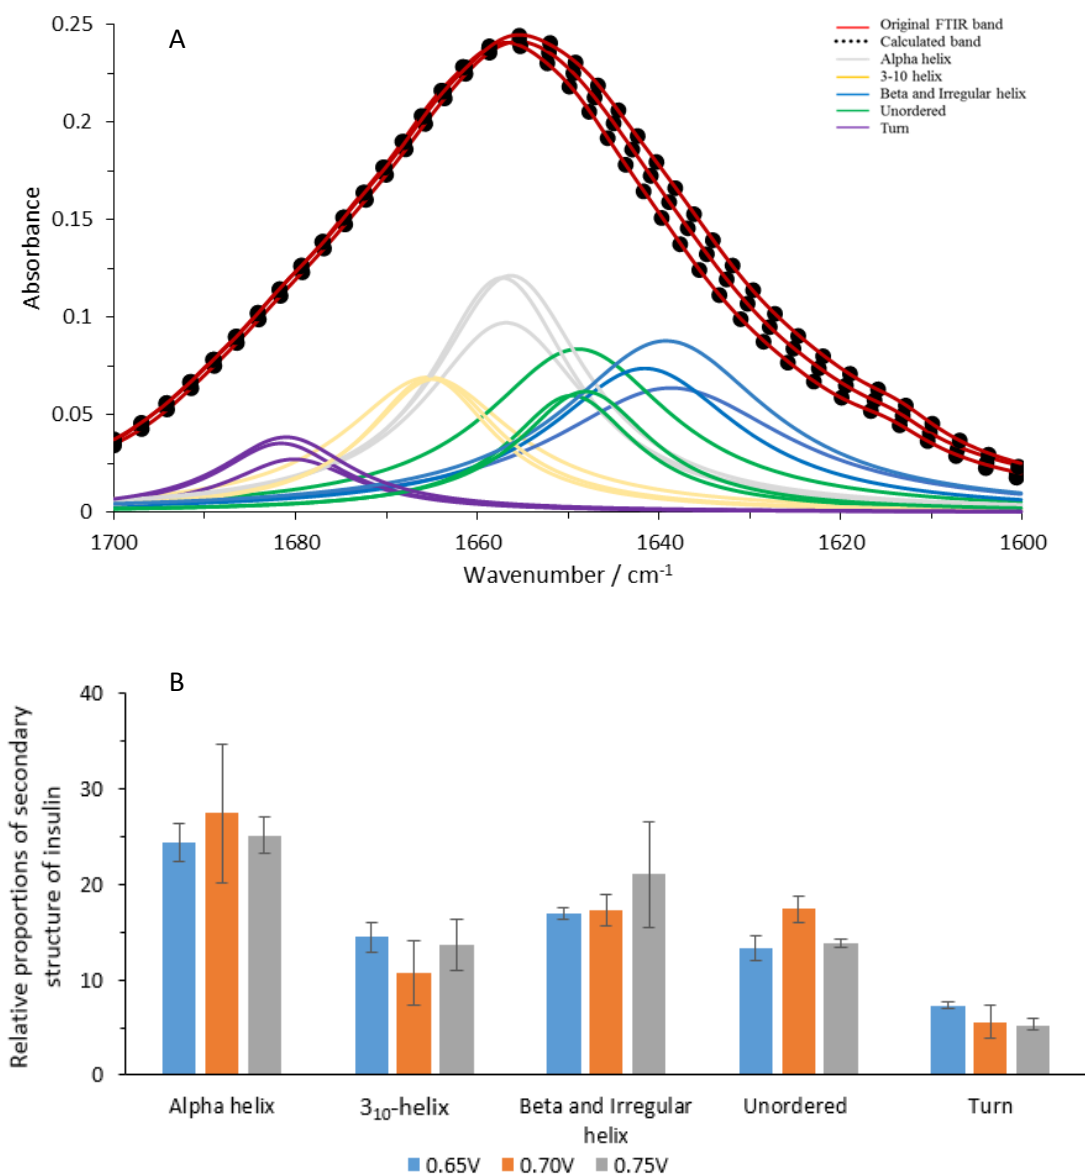 A
Original FTIR band
Calculated band
Alpha helix
3-10 helix
Beta and Irregular helix
Unordered
Turn
0.25
0.2
0.15
0.1
0.05
0
Absorbance
1700
1680
1660
1640
1620
1600
Wavenumber / cm⁻¹
B
40
30
20
10
0
Relative proportions of secondary
structure of insulin
Alpha helix
3₁₀-helix
Beta and Irregular
helix
Unordered
Turn
0.65V
0.70V
0.75V